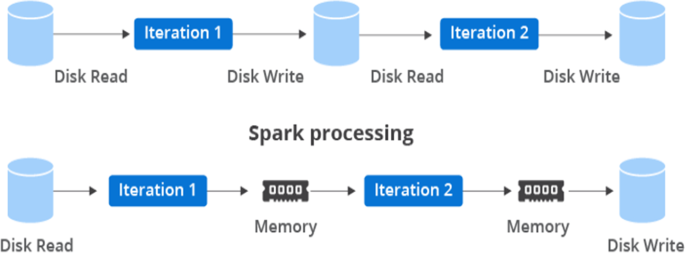 Iteration 1
Iteration 2
Disk Read
Disk Write
Disk Read
Disk Write
Spark processing
Iteration 1
Iteration 2
Memory
Memory
Disk Read
Disk Write